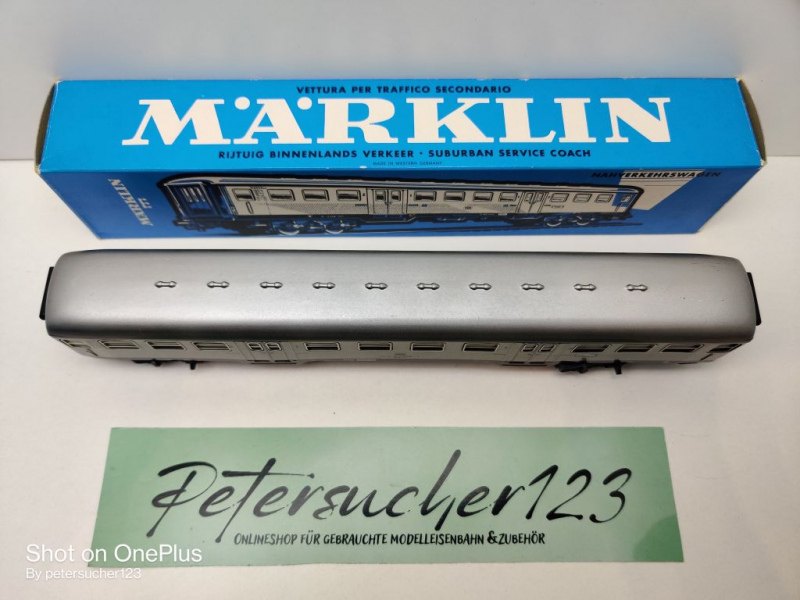 VETTURA PER TRAFFICO SECONDARIO
MÄRKLIN
RIJTUIG BINNENLANDS VERKEER · SUBURBAN SERVICE COACH
MADE IN WESTERN GERMANY
NAHVERKEHRSWAGEN
MÄRKLIN
Petersucher123
ONLINESHOP FÜR GEBRAUCHTE MODELLEISENBAHN &ZUBEHÖR
Shot on OnePlus
By petersucher123